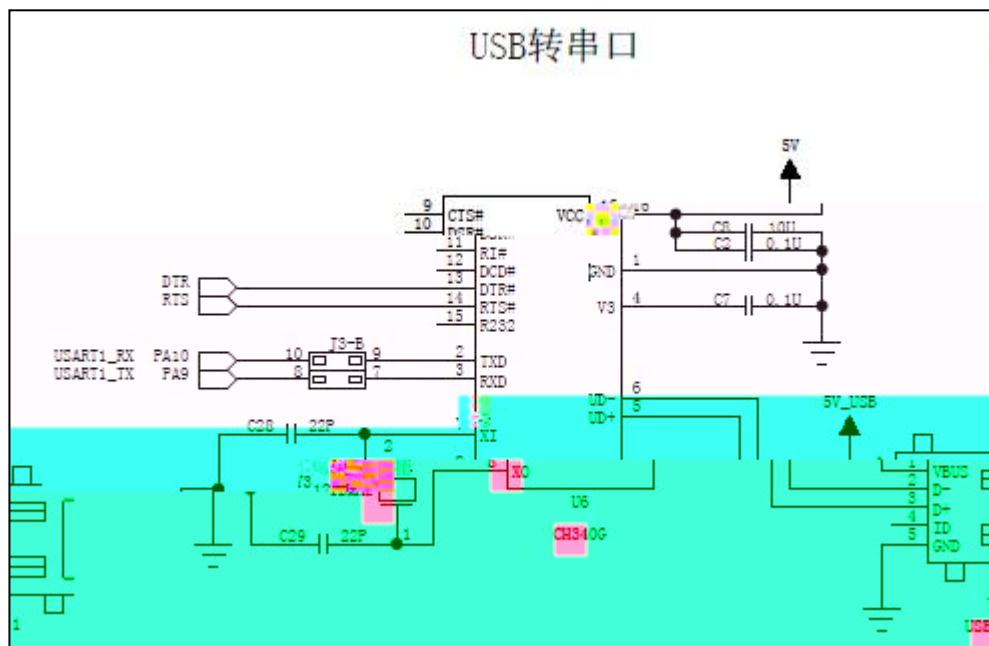 USB转串口
5V
9 CTS# VCC
10
C8 10U
11 C2 0.1U
RI#
12 DCD# GND 1
DTR 13 DTR#
RTS 14 RTS# V3 4 C7 0.1U
15 R232
J3-B
USART1_RX PA10 10 9 2 TXD
USART1_TX PA9 8 7 3 RXD
UD- 6
UD+ 5
5V_USB
C28 22P XI
2
XO
1 VBUS
2 D-
3 D+
4 ID
5 GND
U6
C29 22P 1
CH340G
1
USB